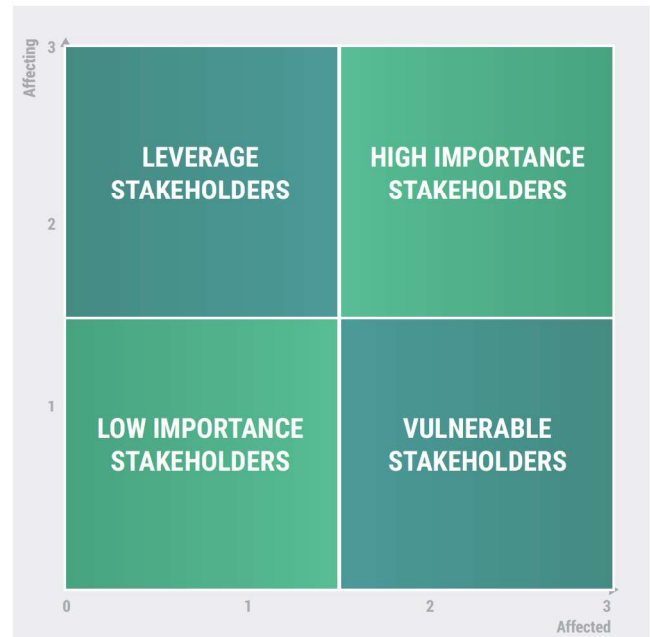 Affecting
3
LEVERAGE
STAKEHOLDERS
HIGH IMPORTANCE
STAKEHOLDERS
2
1
LOW IMPORTANCE
STAKEHOLDERS
VULNERABLE
STAKEHOLDERS
0
1
2
3
Affected